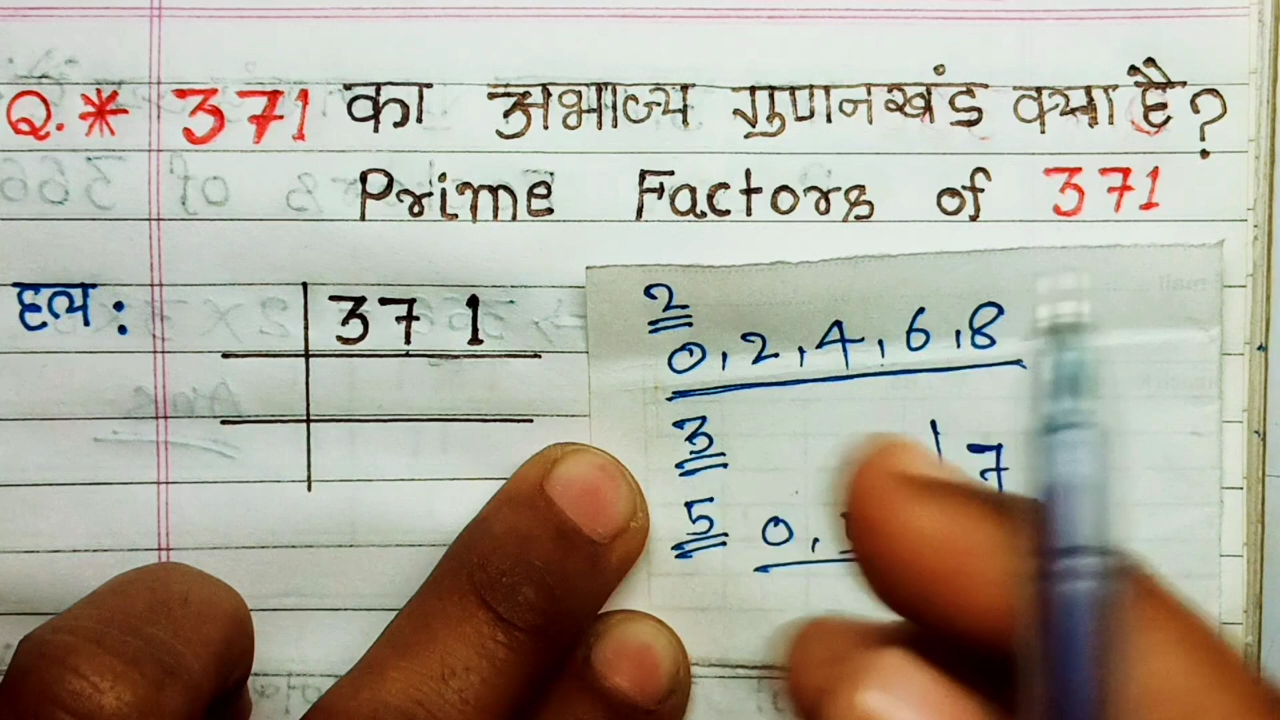 Q.* 371 का अभाज्य गुणनखंड क्या है?
Prime Factors of 371
हल:
371
2
0, 2, 4, 6, 8
3
7
5 0,